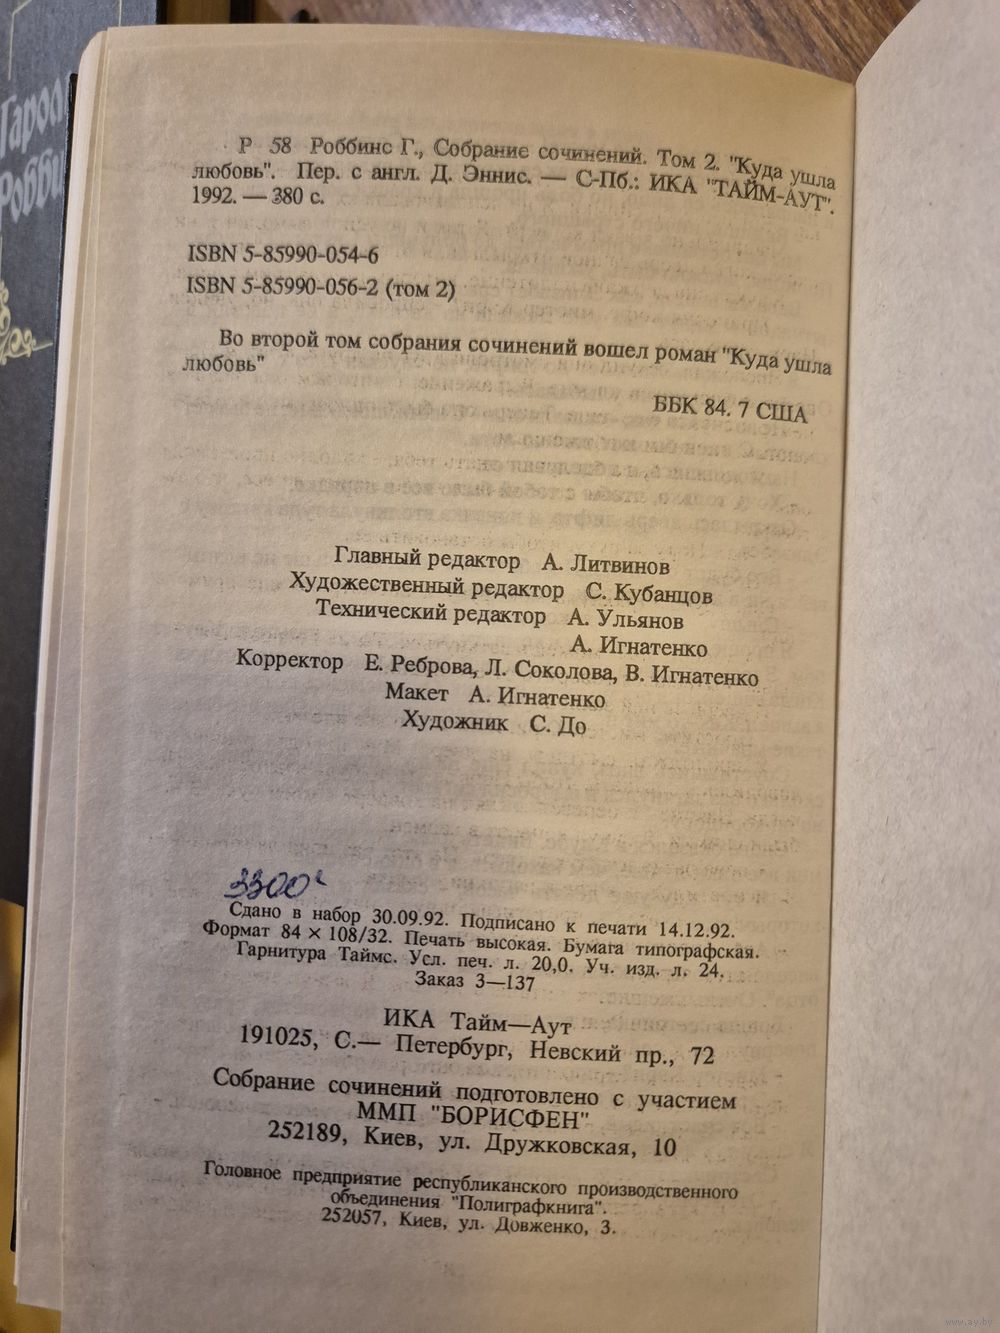 Гарол
Робби
Р 58 Роббинс Г., Собрание сочинений. Том 2. "Куда ушла
любовь". Пер. с англ. Д. Эннис. — С-Пб.: ИКА "ТАЙМ-АУТ".
1992. — 380 с.
ISBN 5-85990-054-6
ISBN 5-85990-056-2 (том 2)
Во второй том собрания сочинений вошел роман "Куда ушла
любовь"
ББК 84. 7 США
Главный редактор А. Литвинов
Художественный редактор С. Кубанцов
Технический редактор А. Ульянов
А. Игнатенко
Корректор Е. Реброва, Л. Соколова, В. Игнатенко
Макет А. Игнатенко
Художник С. До
3300
Сдано в набор 30.09.92. Подписано к печати 14.12.92.
Формат 84 × 108/32. Печать высокая. Бумага типографская.
Гарнитура Таймс. Усл. печ. л. 20,0. Уч. изд. л. 24.
Заказ 3—137
ИКА Тайм—Аут
191025, С.— Петербург, Невский пр., 72
Собрание сочинений подготовлено с участием
ММП "БОРИСФЕН"
252189, Киев, ул. Дружковская, 10
Головное предприятие республиканского производственного
объединения "Полиграфкнига".
252057, Киев, ул. Довженко, 3.
www.ay.by